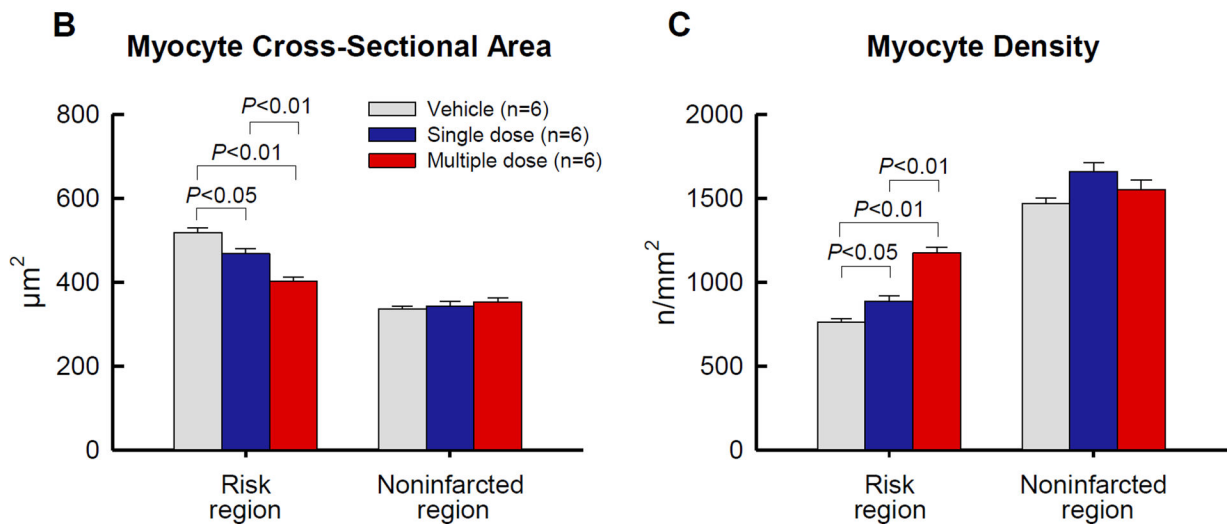 B
Myocyte Cross-Sectional Area
800
600
400
200
0
µm²
P<0.01
P<0.01
P<0.05
Vehicle (n=6)
Single dose (n=6)
Multiple dose (n=6)
Risk
region
Noninfarcted
region
C
Myocyte Density
2000
1500
1000
500
0
n/mm²
P<0.01
P<0.01
P<0.05
Risk
region
Noninfarcted
region